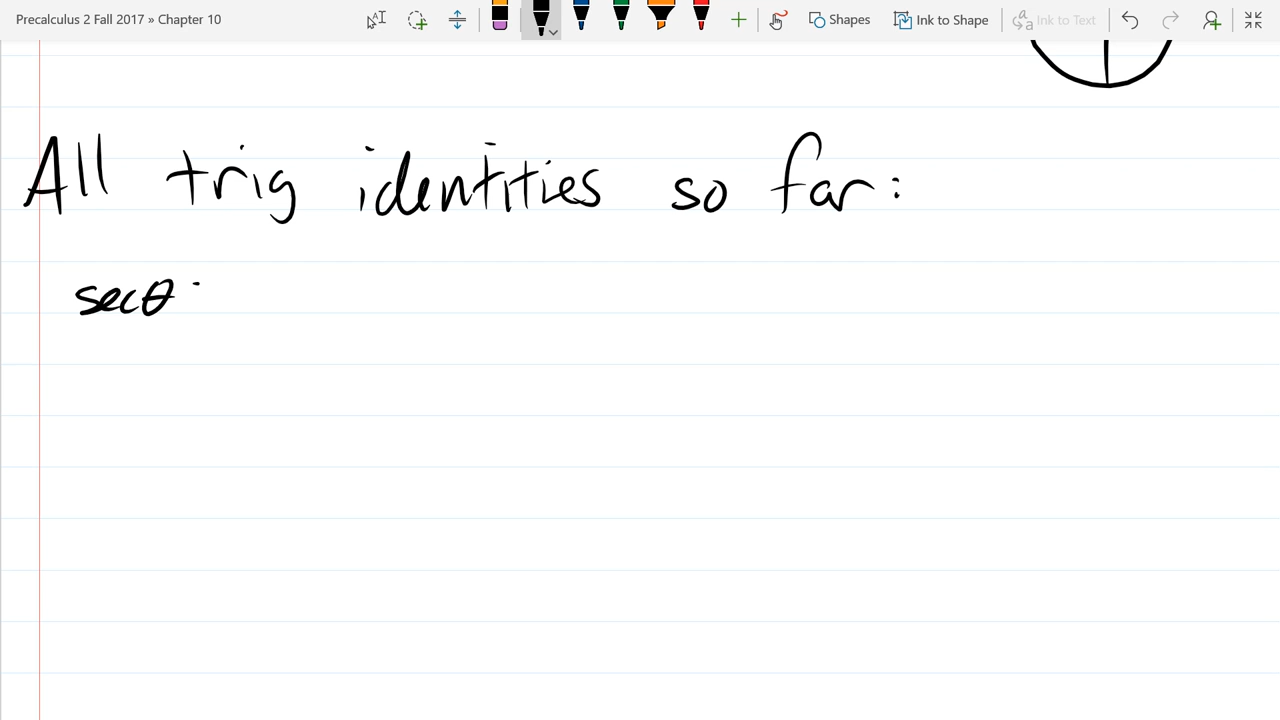 Precalculus 2 Fall 2017 » Chapter 10
Shapes
Ink to Shape
Ink to Text
All trig identities so far:
secθ